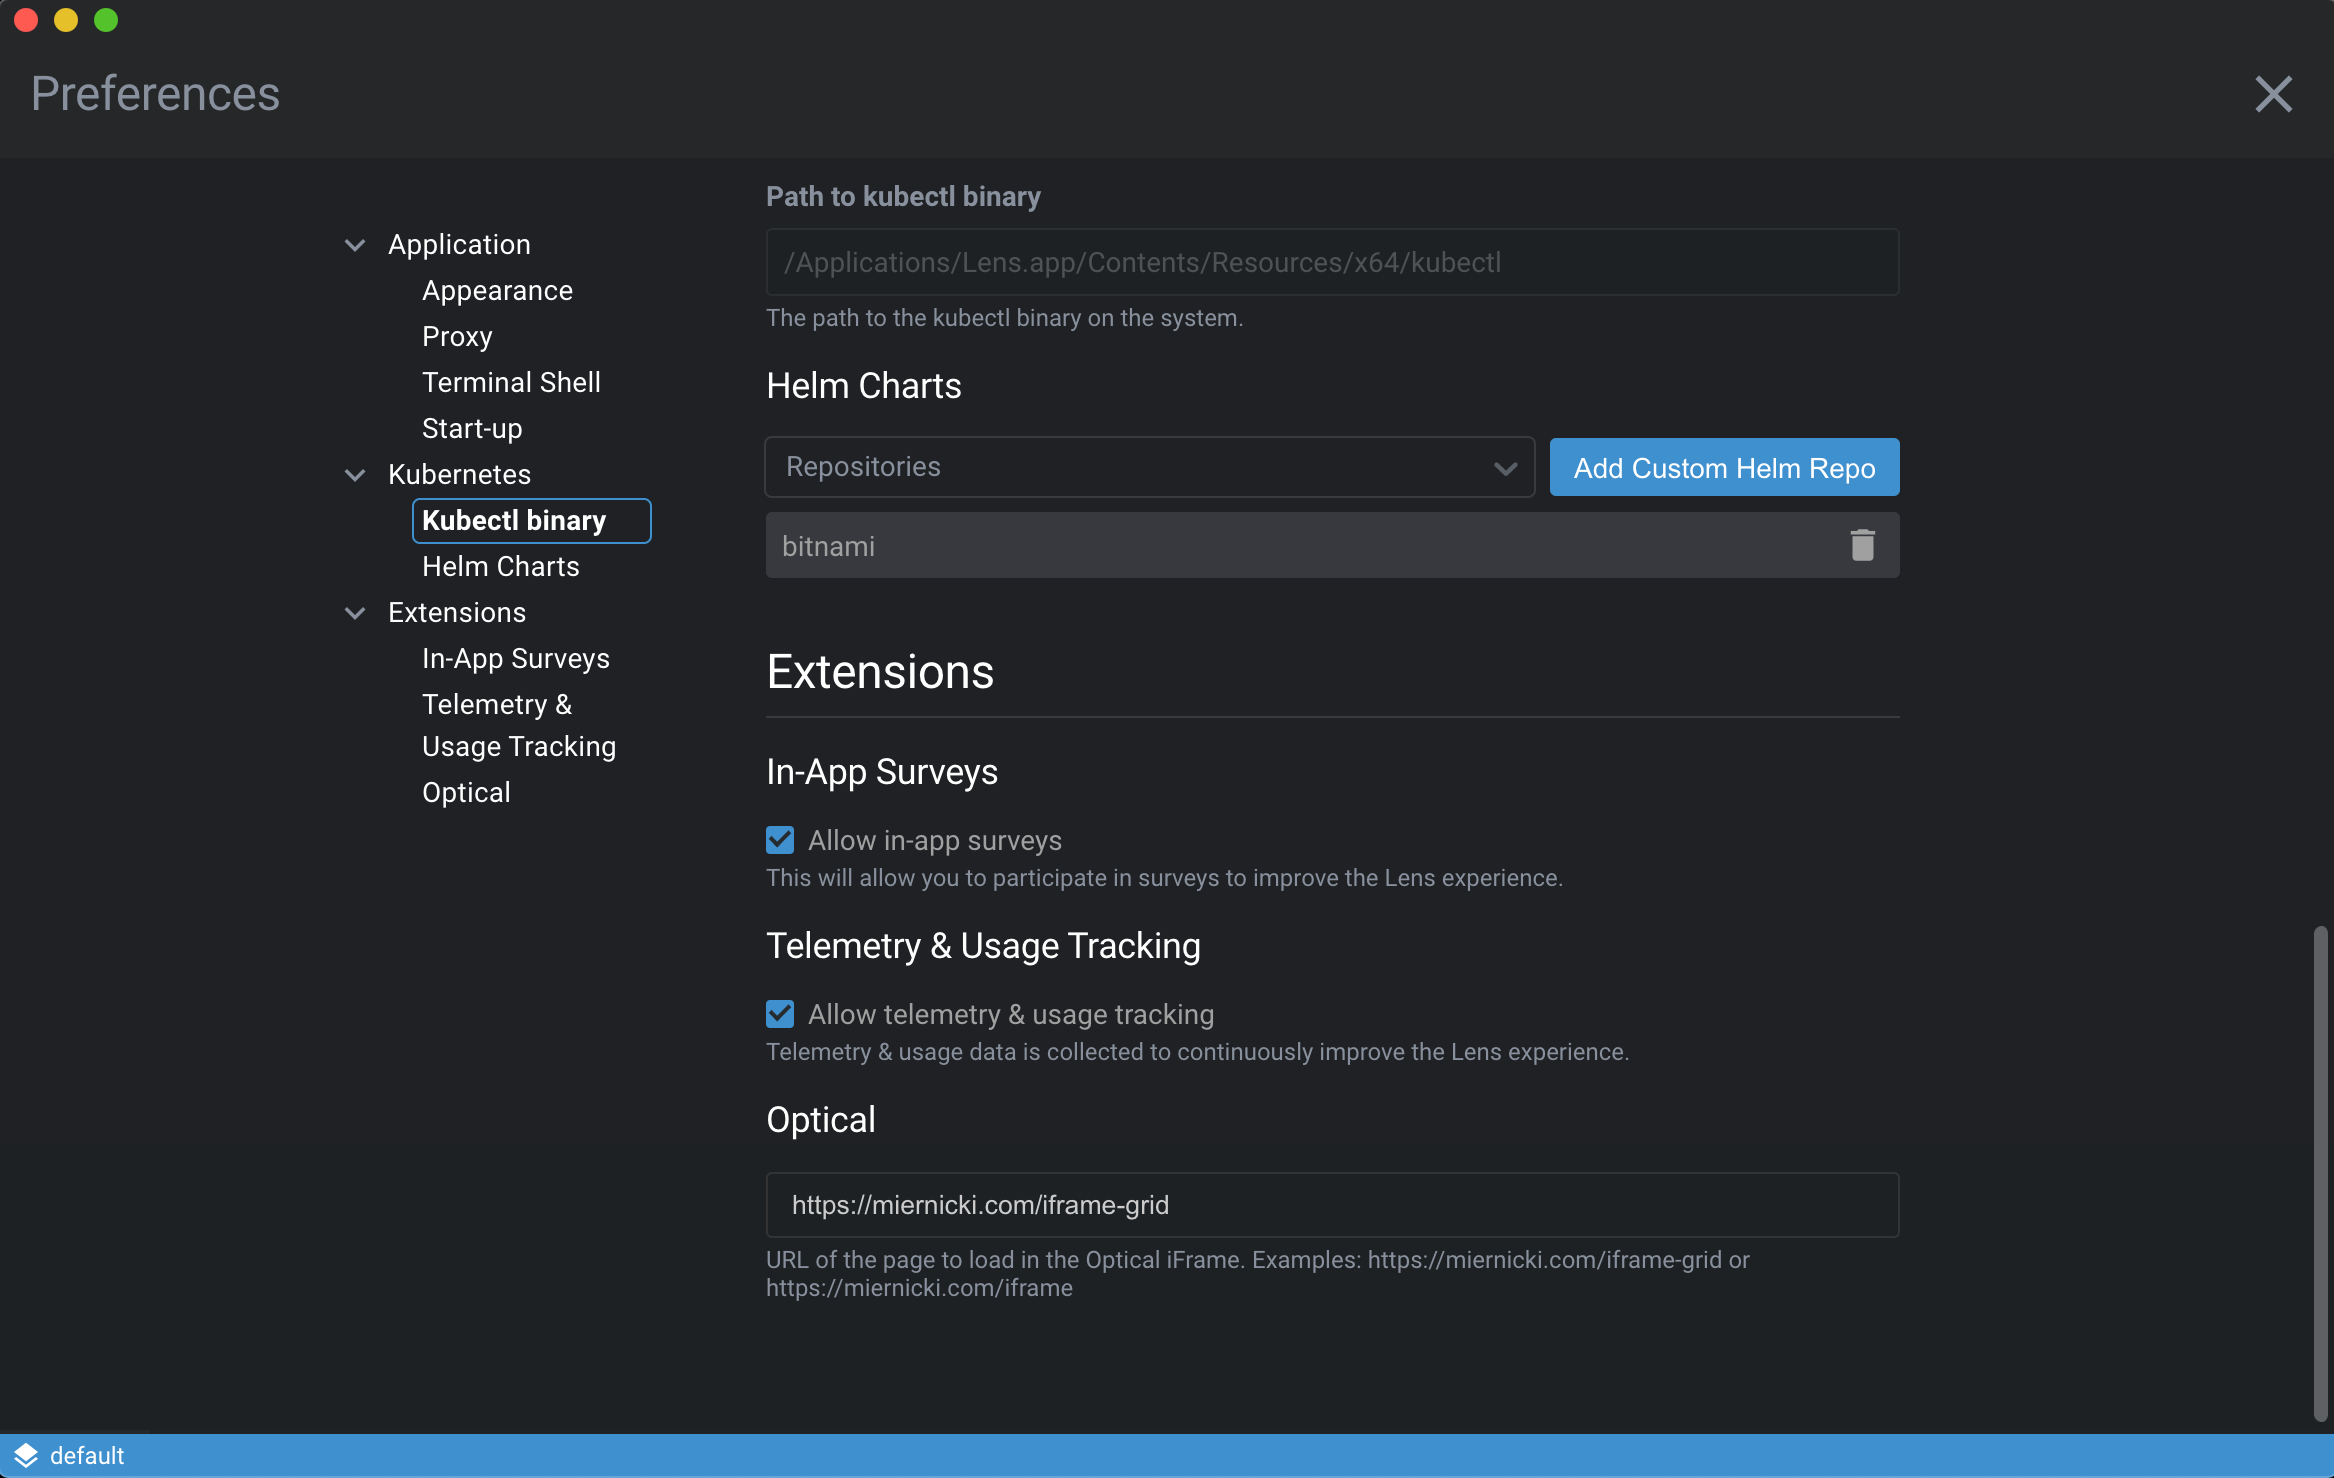 Preferences
Application
Appearance
Proxy
Terminal Shell
Start-up
Kubernetes
Kubectl binary
Helm Charts
Extensions
In-App Surveys
Telemetry &
Usage Tracking
Optical
Path to kubectl binary
/Applications/Lens.app/Contents/Resources/x64/kubectl
The path to the kubectl binary on the system.
Helm Charts
Repositories
Add Custom Helm Repo
bitnami
Extensions
In-App Surveys
Allow in-app surveys
This will allow you to participate in surveys to improve the Lens experience.
Telemetry & Usage Tracking
Allow telemetry & usage tracking
Telemetry & usage data is collected to continuously improve the Lens experience.
Optical
https://miernicki.com/iframe-grid
URL of the page to load in the Optical iFrame. Examples: https://miernicki.com/iframe-grid or
https://miernicki.com/iframe
default